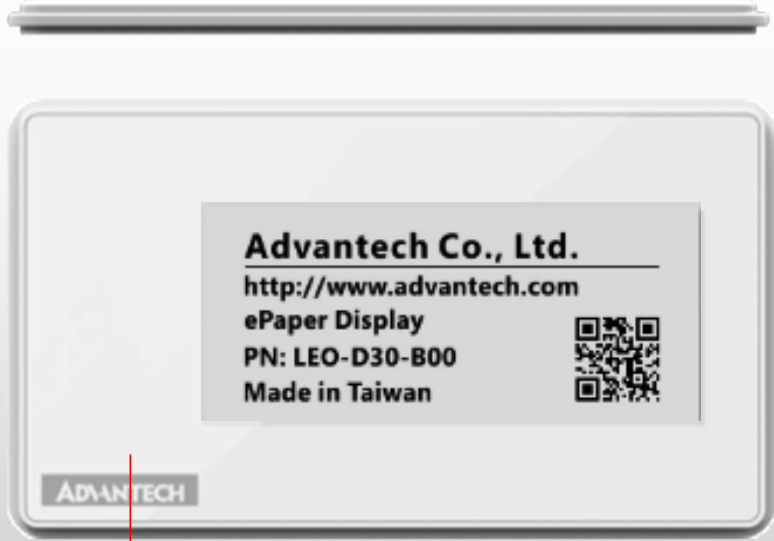 Advantech Co., Ltd.
http://www.advantech.com
ePaper Display
PN: LEO-D30-B00
Made in Taiwan
ADVANTECH